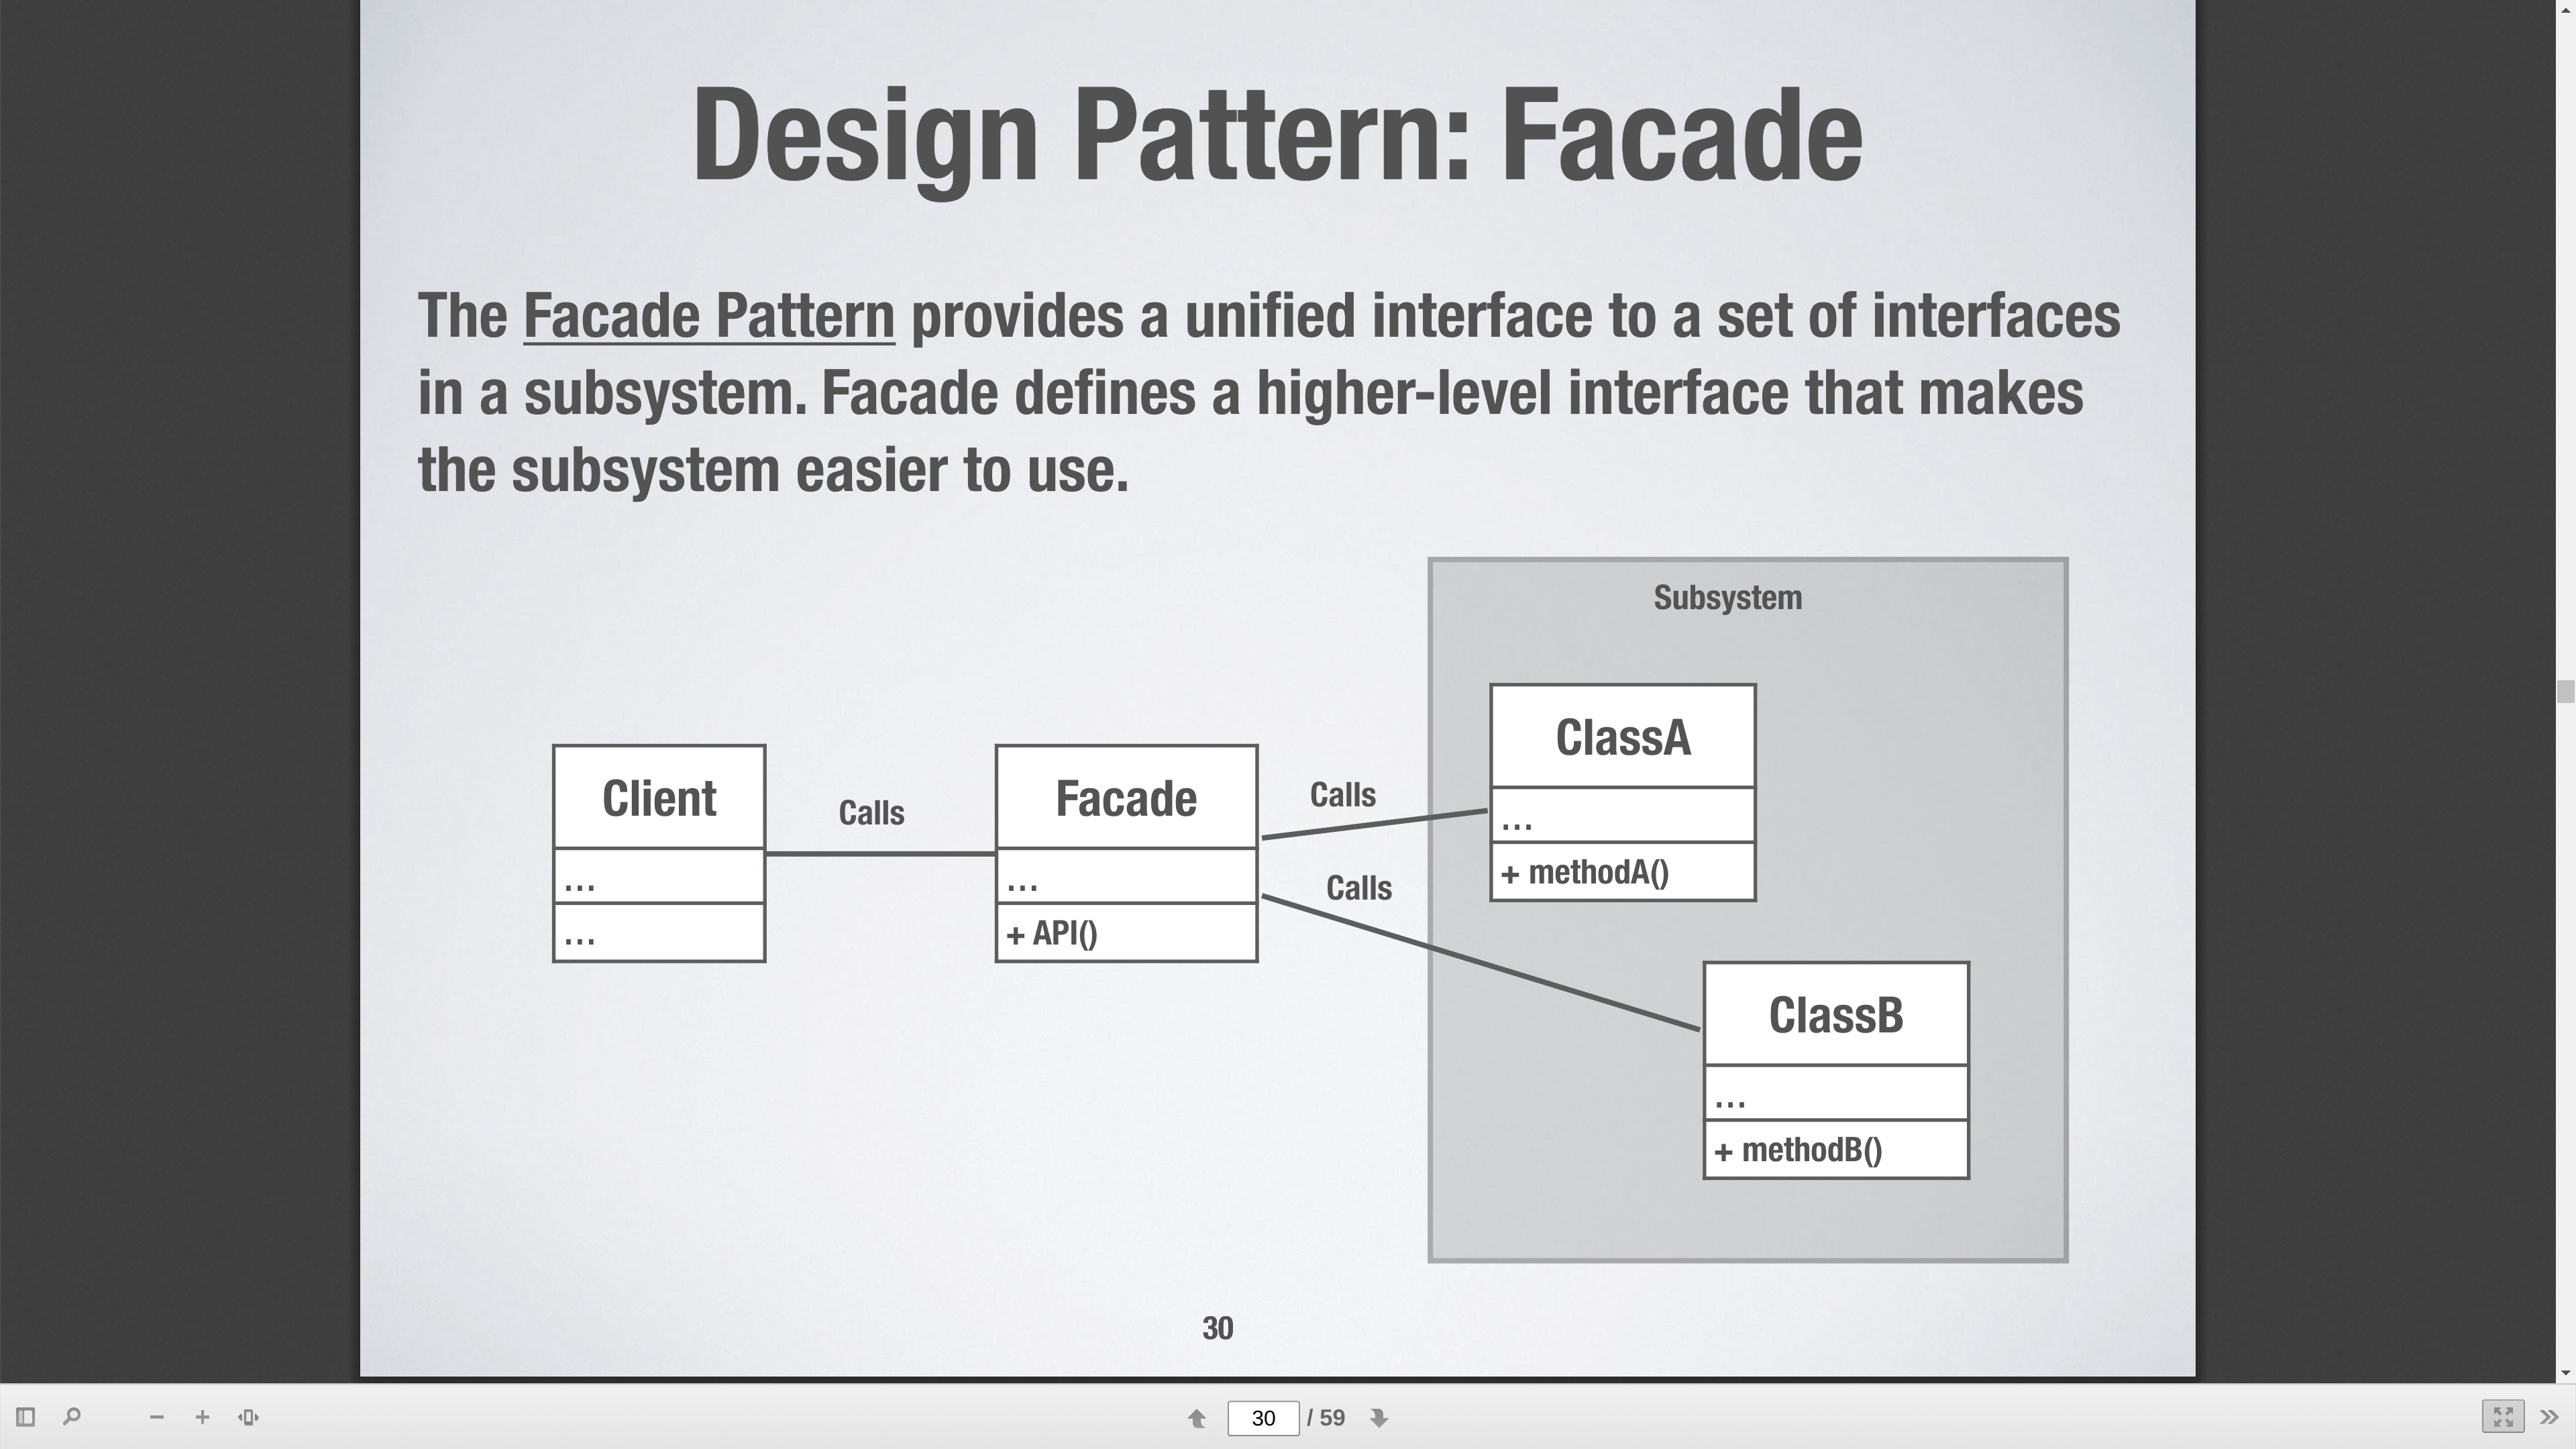 Design Pattern: Facade
The Facade Pattern provides a unified interface to a set of interfaces
in a subsystem. Facade defines a higher-level interface that makes
the subsystem easier to use.
Subsystem
ClassA
...
+ methodA()
Client
...
...
Calls
Facade
...
+ API()
Calls
Calls
ClassB
...
+ methodB()
30
30 / 59